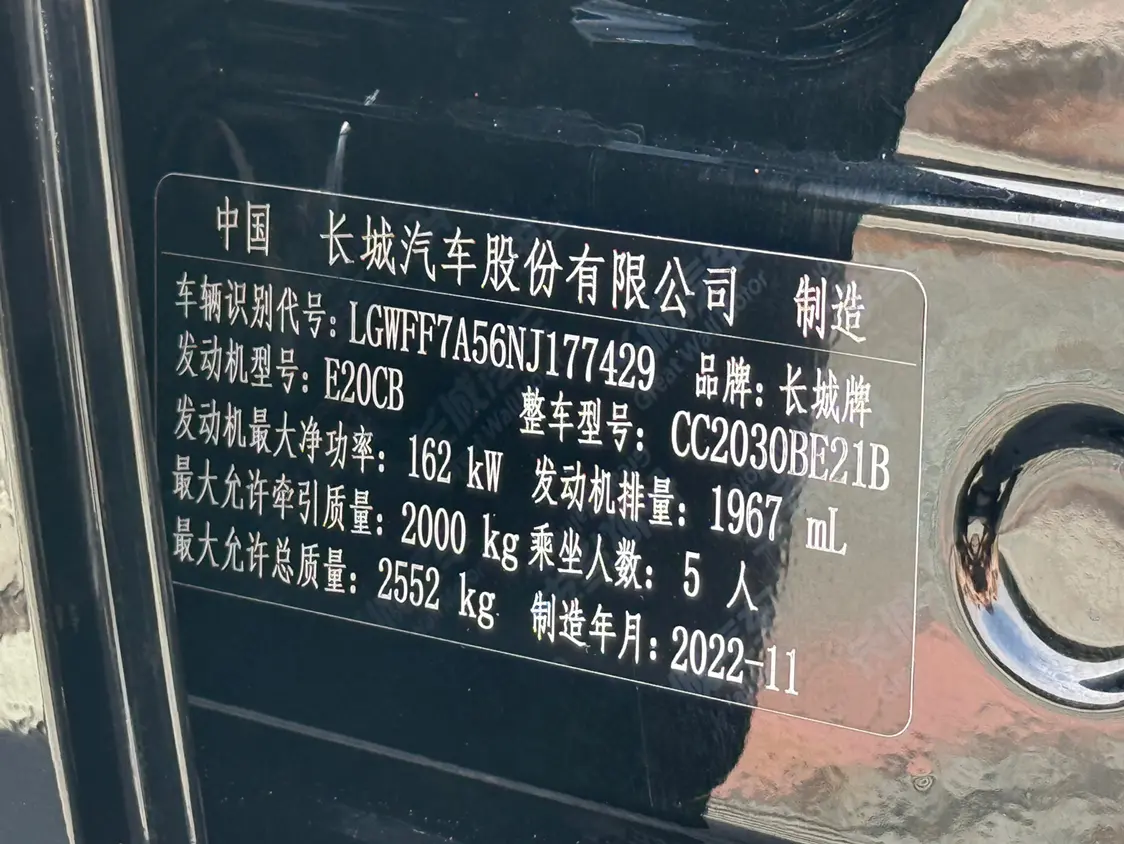 中国 长城汽车股份有限公司 制造
车辆识别代号：LGWFF7A56NJ177429 品牌：长城牌
发动机型号：E20CB 整车型号：CC2030BE21B
发动机最大净功率：162 kW 发动机排量：1967 mL
最大允许牵引质量：2000 kg 乘坐人数：5 人
最大允许总质量：2552 kg 制造年月：2022-11